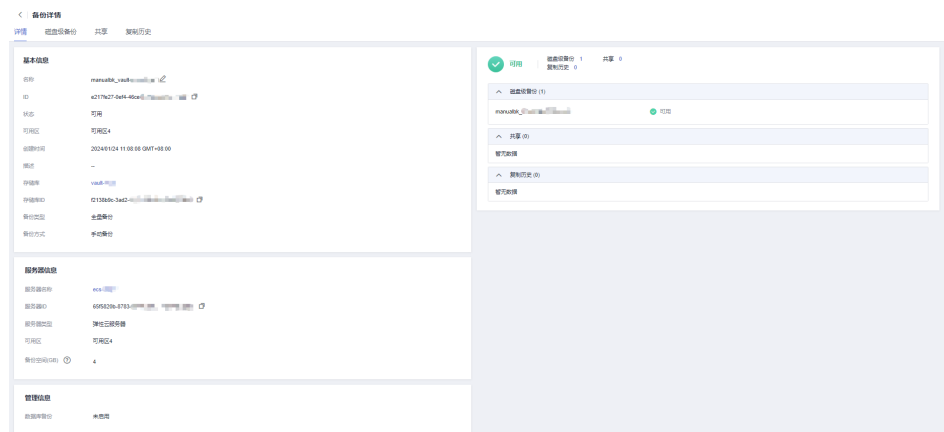 备份详情
详情 磁盘级备份 共享 复制历史
基本信息
名称 manualbk_vault
ID e217fe27-0ef4-46ce
状态 可用
可用区 可用区4
创建时间 2024/01/24 11:08:08 GMT+08:00
描述 --
存储库 vault-
存储库ID f2138b9c-3ad2-
备份类型 全量备份
备份方式 手动备份
服务器信息
服务器名称 ecs-
服务器ID 65f5820b-8783-
服务器类型 弹性云服务器
可用区 可用区4
备份空间(GB) 4
管理信息
数据库备份 未启用
可用 磁盘级备份 1 共享 0
复制历史 0
磁盘级备份 (1)
manualbk_ 可用
共享 (0)
暂无数据
复制历史 (0)
暂无数据